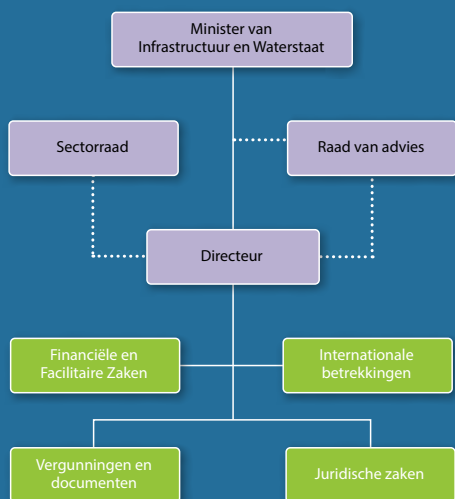 Minister van
Infrastructuur en Waterstaat
Sectorraad
Raad van advies
Directeur
Financiële en
Facilitaire Zaken
Internationale
betrekkingen
Vergunningen en
documenten
Juridische zaken